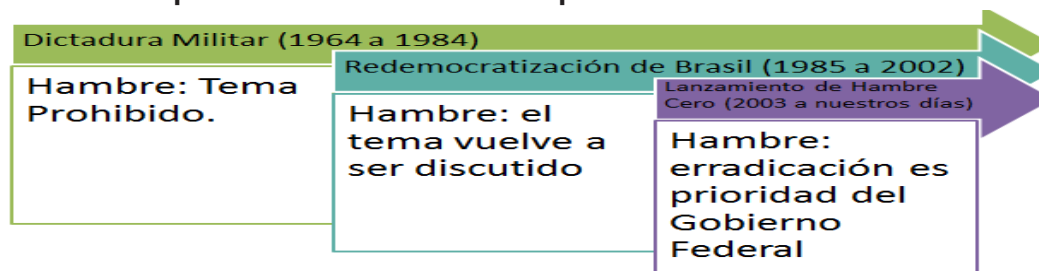 Dictadura Militar (1964 a 1984)
Hambre: Tema
Prohibido.
Redemocratización de Brasil (1985 a 2002)
Hambre: el
tema vuelve a
ser discutido
Lanzamiento de Hambre
Cero (2003 a nuestros días)
Hambre:
erradicación es
prioridad del
Gobierno
Federal